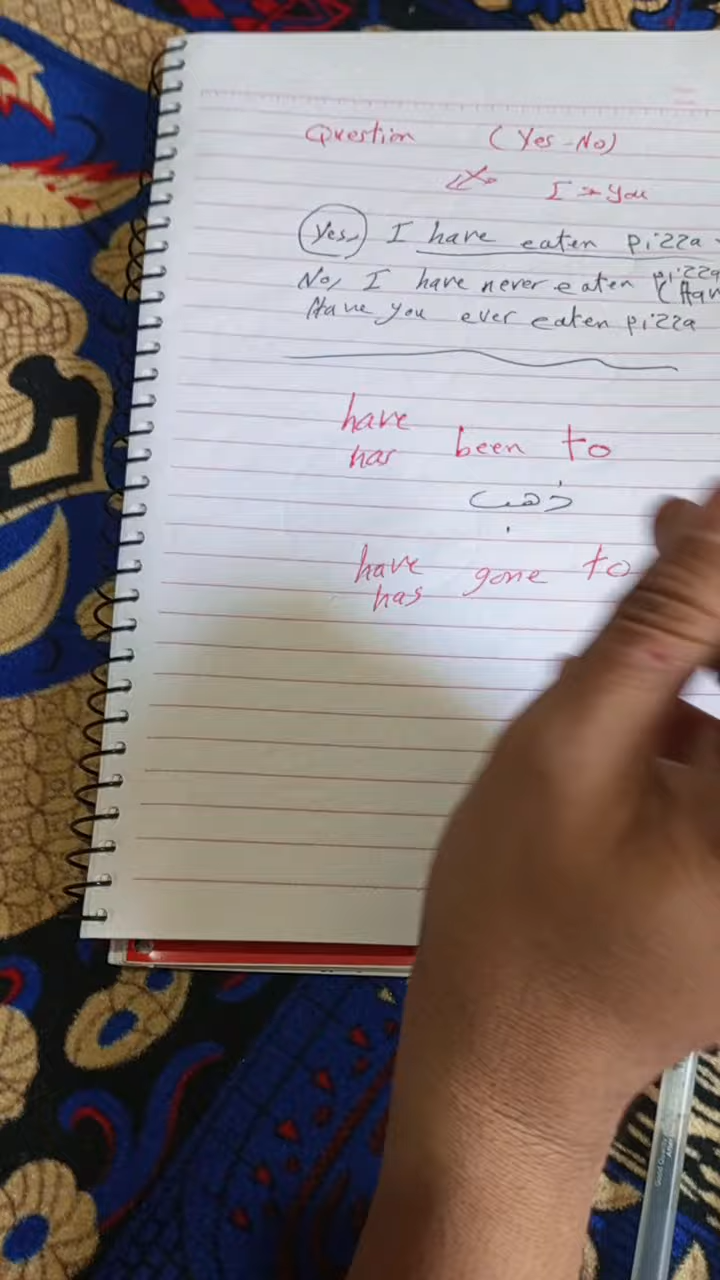 Question (Yes-No)
I → you
Yes, I have eaten pizza
No, I have never eaten pizza
Have you ever eaten pizza
have
has been to
ذهب
have
has gone to